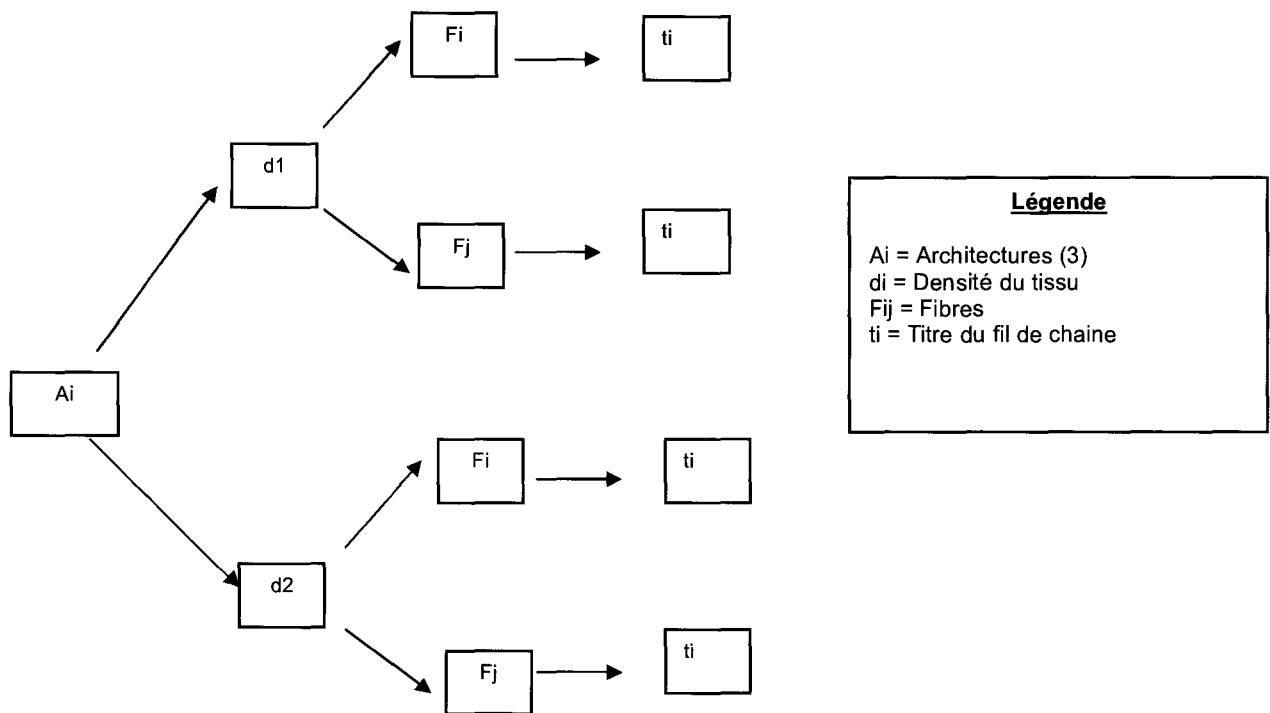 Fi
ti
d1
Fj
ti
Légende
Ai = Architectures (3)
di = Densité du tissu
Fij = Fibres
ti = Titre du fil de chaine
Ai
Fi
ti
d2
Fj
ti